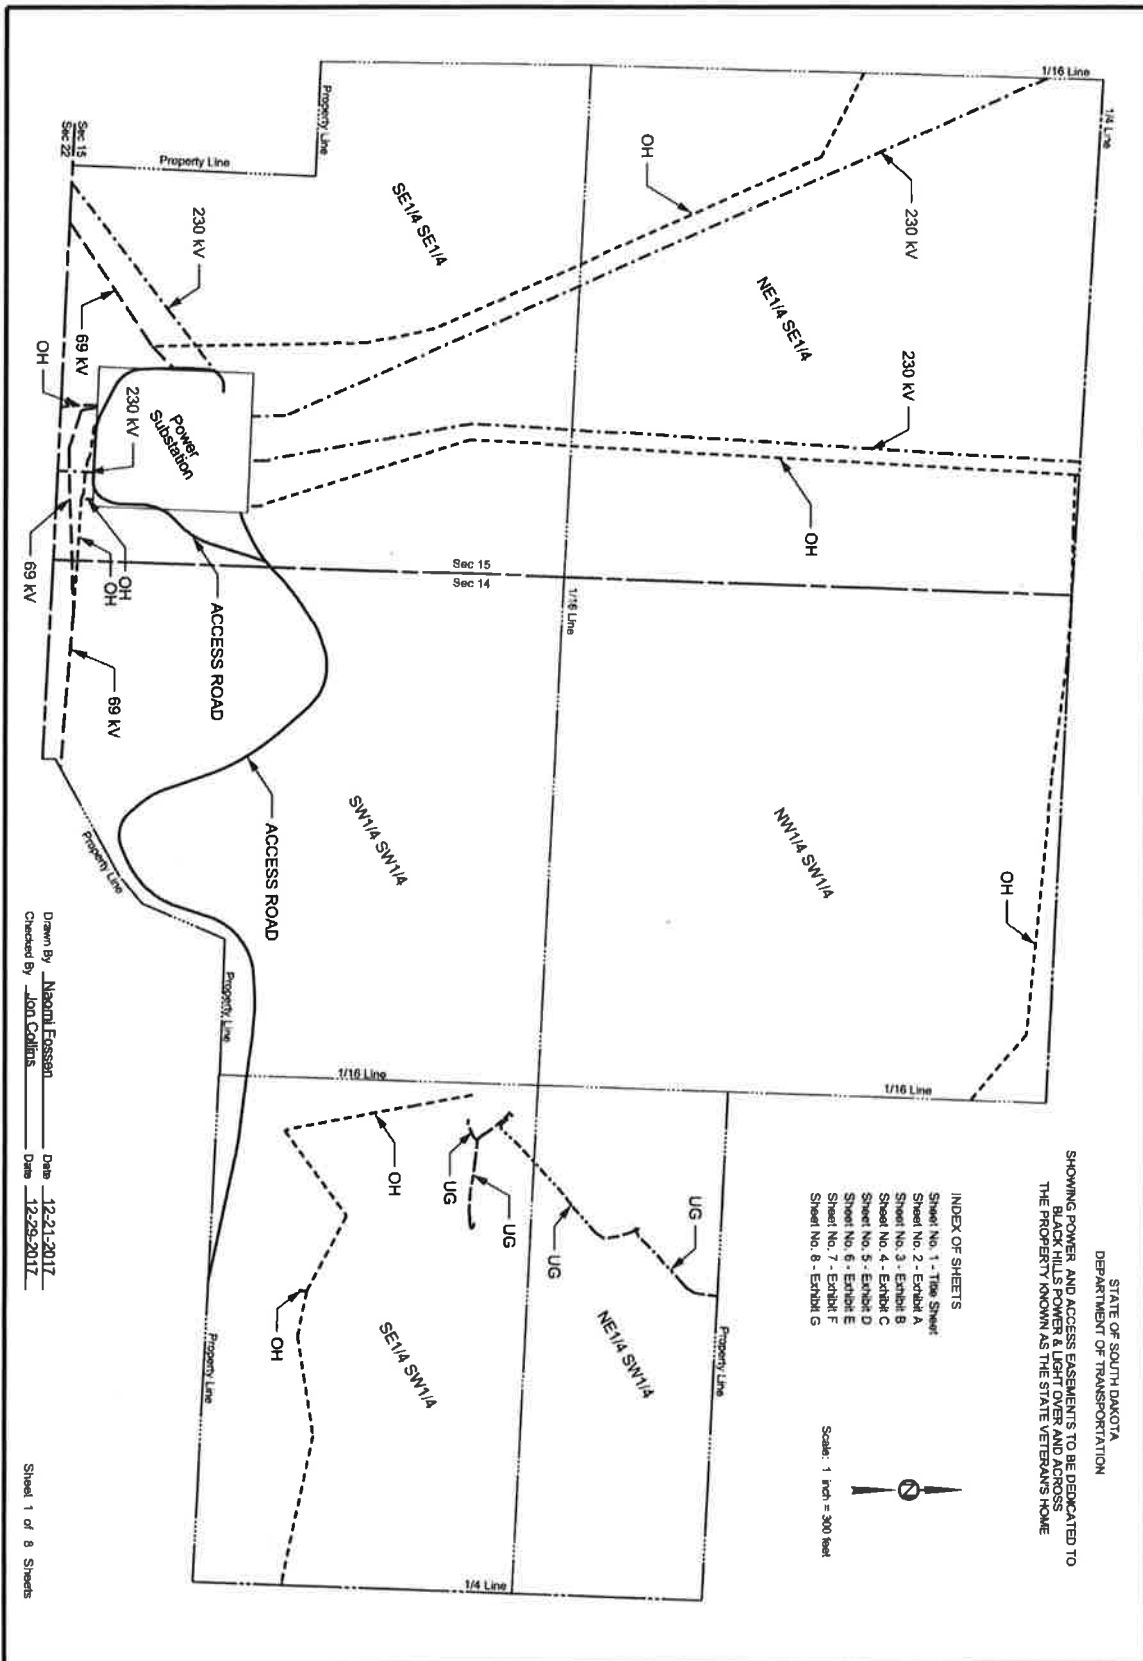 STATE OF SOUTH DAKOTA
DEPARTMENT OF TRANSPORTATION
SHOWING POWER AND ACCESS EASEMENTS TO BE DEDICATED TO
BLACK HILLS POWER & LIGHT OVER AND ACROSS
THE PROPERTY KNOWN AS THE STATE VETERAN'S HOME
INDEX OF SHEETS
Sheet No. 1 - Title Sheet
Sheet No. 2 - Exhibit A
Sheet No. 3 - Exhibit B
Sheet No. 4 - Exhibit C
Sheet No. 5 - Exhibit D
Sheet No. 6 - Exhibit E
Sheet No. 7 - Exhibit F
Sheet No. 8 - Exhibit G
N
Scale: 1 inch = 300 feet
1/4 Line
1/16 Line
230 kV
OH
NE1/4 SE1/4
230 kV
OH
NW1/4 SW1/4
OH
1/16 Line
Property Line
SE1/4 SE1/4
Property Line
Sec 15
Sec 22
230 kV
69 kV
OH
230 kV
Power
Substation
69 kV
OH
OH
Sec 15
Sec 14
1/16 Line
ACCESS ROAD
69 kV
ACCESS ROAD
SW1/4 SW1/4
Property Line
Property Line
1/16 Line
OH
UG
UG
UG
UG
NE1/4 SW1/4
Property Line
SE1/4 SW1/4
OH
Property Line
1/4 Line
Drawn By Naomi Fossen Date 12-21-2017
Checked By Jon Collins Date 12-29-2017
Sheet 1 of 8 Sheets